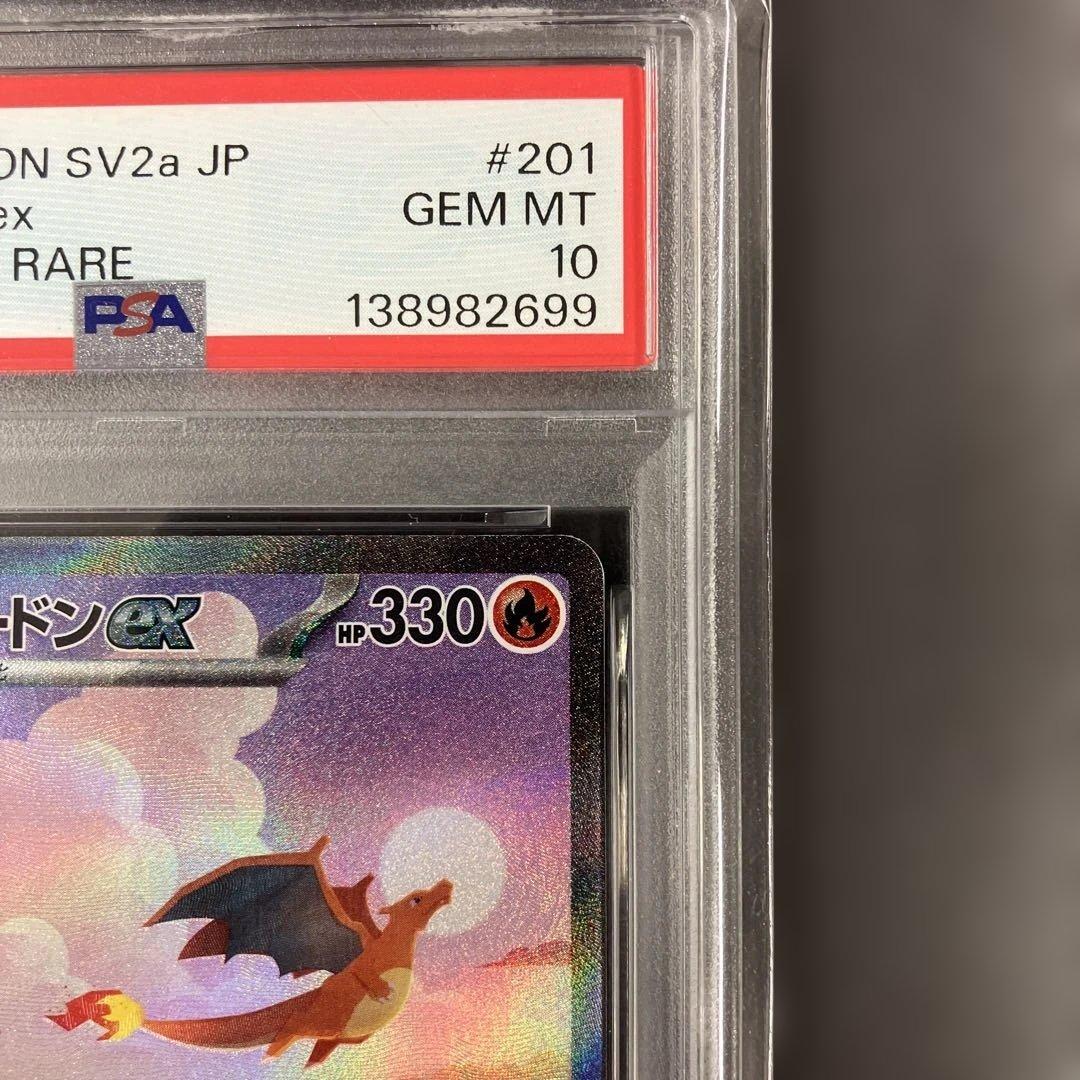 ON SV2a JP #201
ex GEM MT
RARE 10
PSA 138982699
ードンex HP330